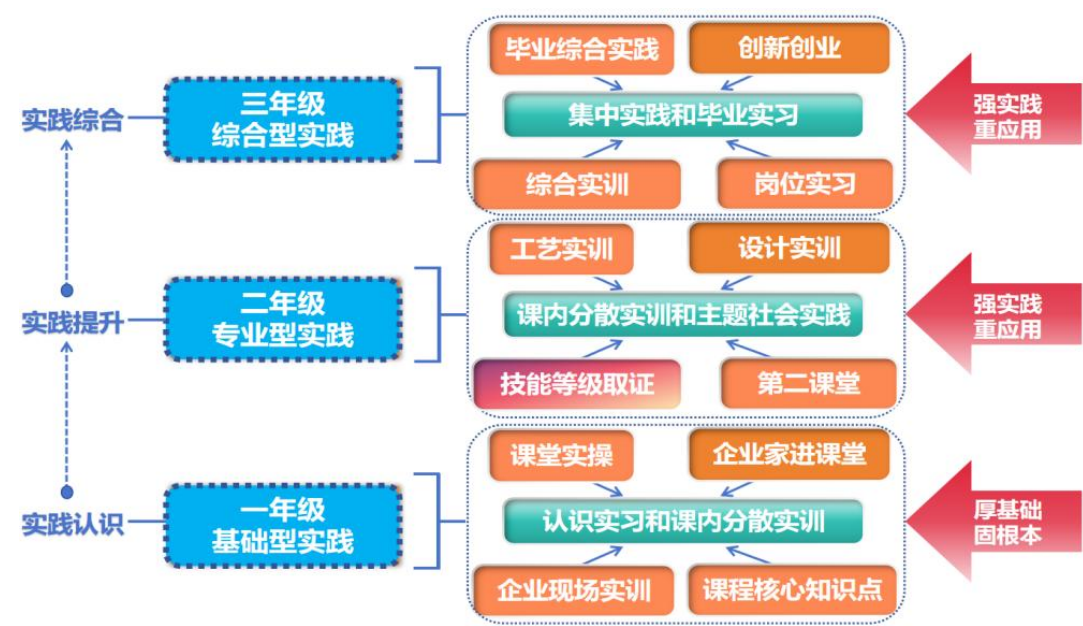 毕业综合实践
创新创业
实践综合
三年级
综合型实践
集中实践和毕业实习
强实践
重应用
综合实训
岗位实习
工艺实训
设计实训
实践提升
二年级
专业型实践
课内分散实训和主题社会实践
强实践
重应用
技能等级取证
第二课堂
课堂实操
企业家进课堂
实践认识
一年级
基础型实践
认识实习和课内分散实训
厚基础
固根本
企业现场实训
课程核心知识点